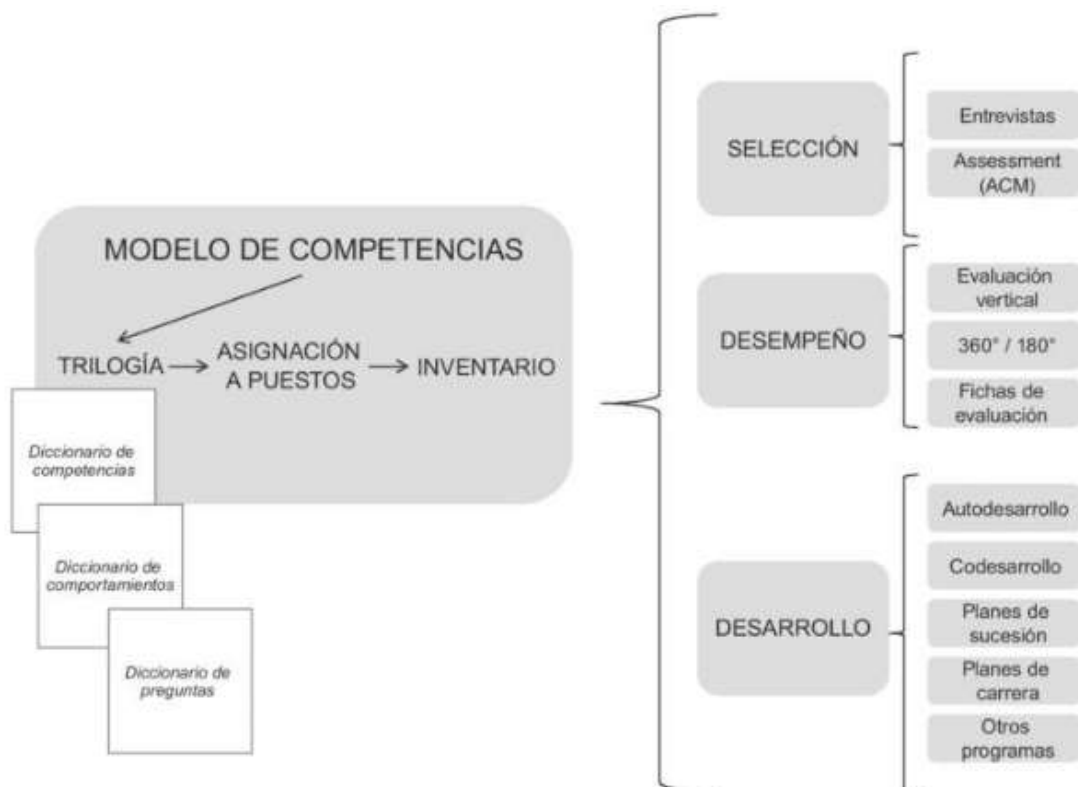 MODELO DE COMPETENCIAS
TRILOGÍA
ASIGNACIÓN
A PUESTOS
INVENTARIO
Diccionario de
competencias
Diccionario de
comportamientos
Diccionario de
preguntas
SELECCIÓN
Entrevistas
Assessment
(ACM)
DESEMPEÑO
Evaluación
vertical
360° / 180°
Fichas de
evaluación
DESARROLLO
Autodesarrollo
Codesarrollo
Planes de
sucesión
Planes de
carrera
Otros
programas